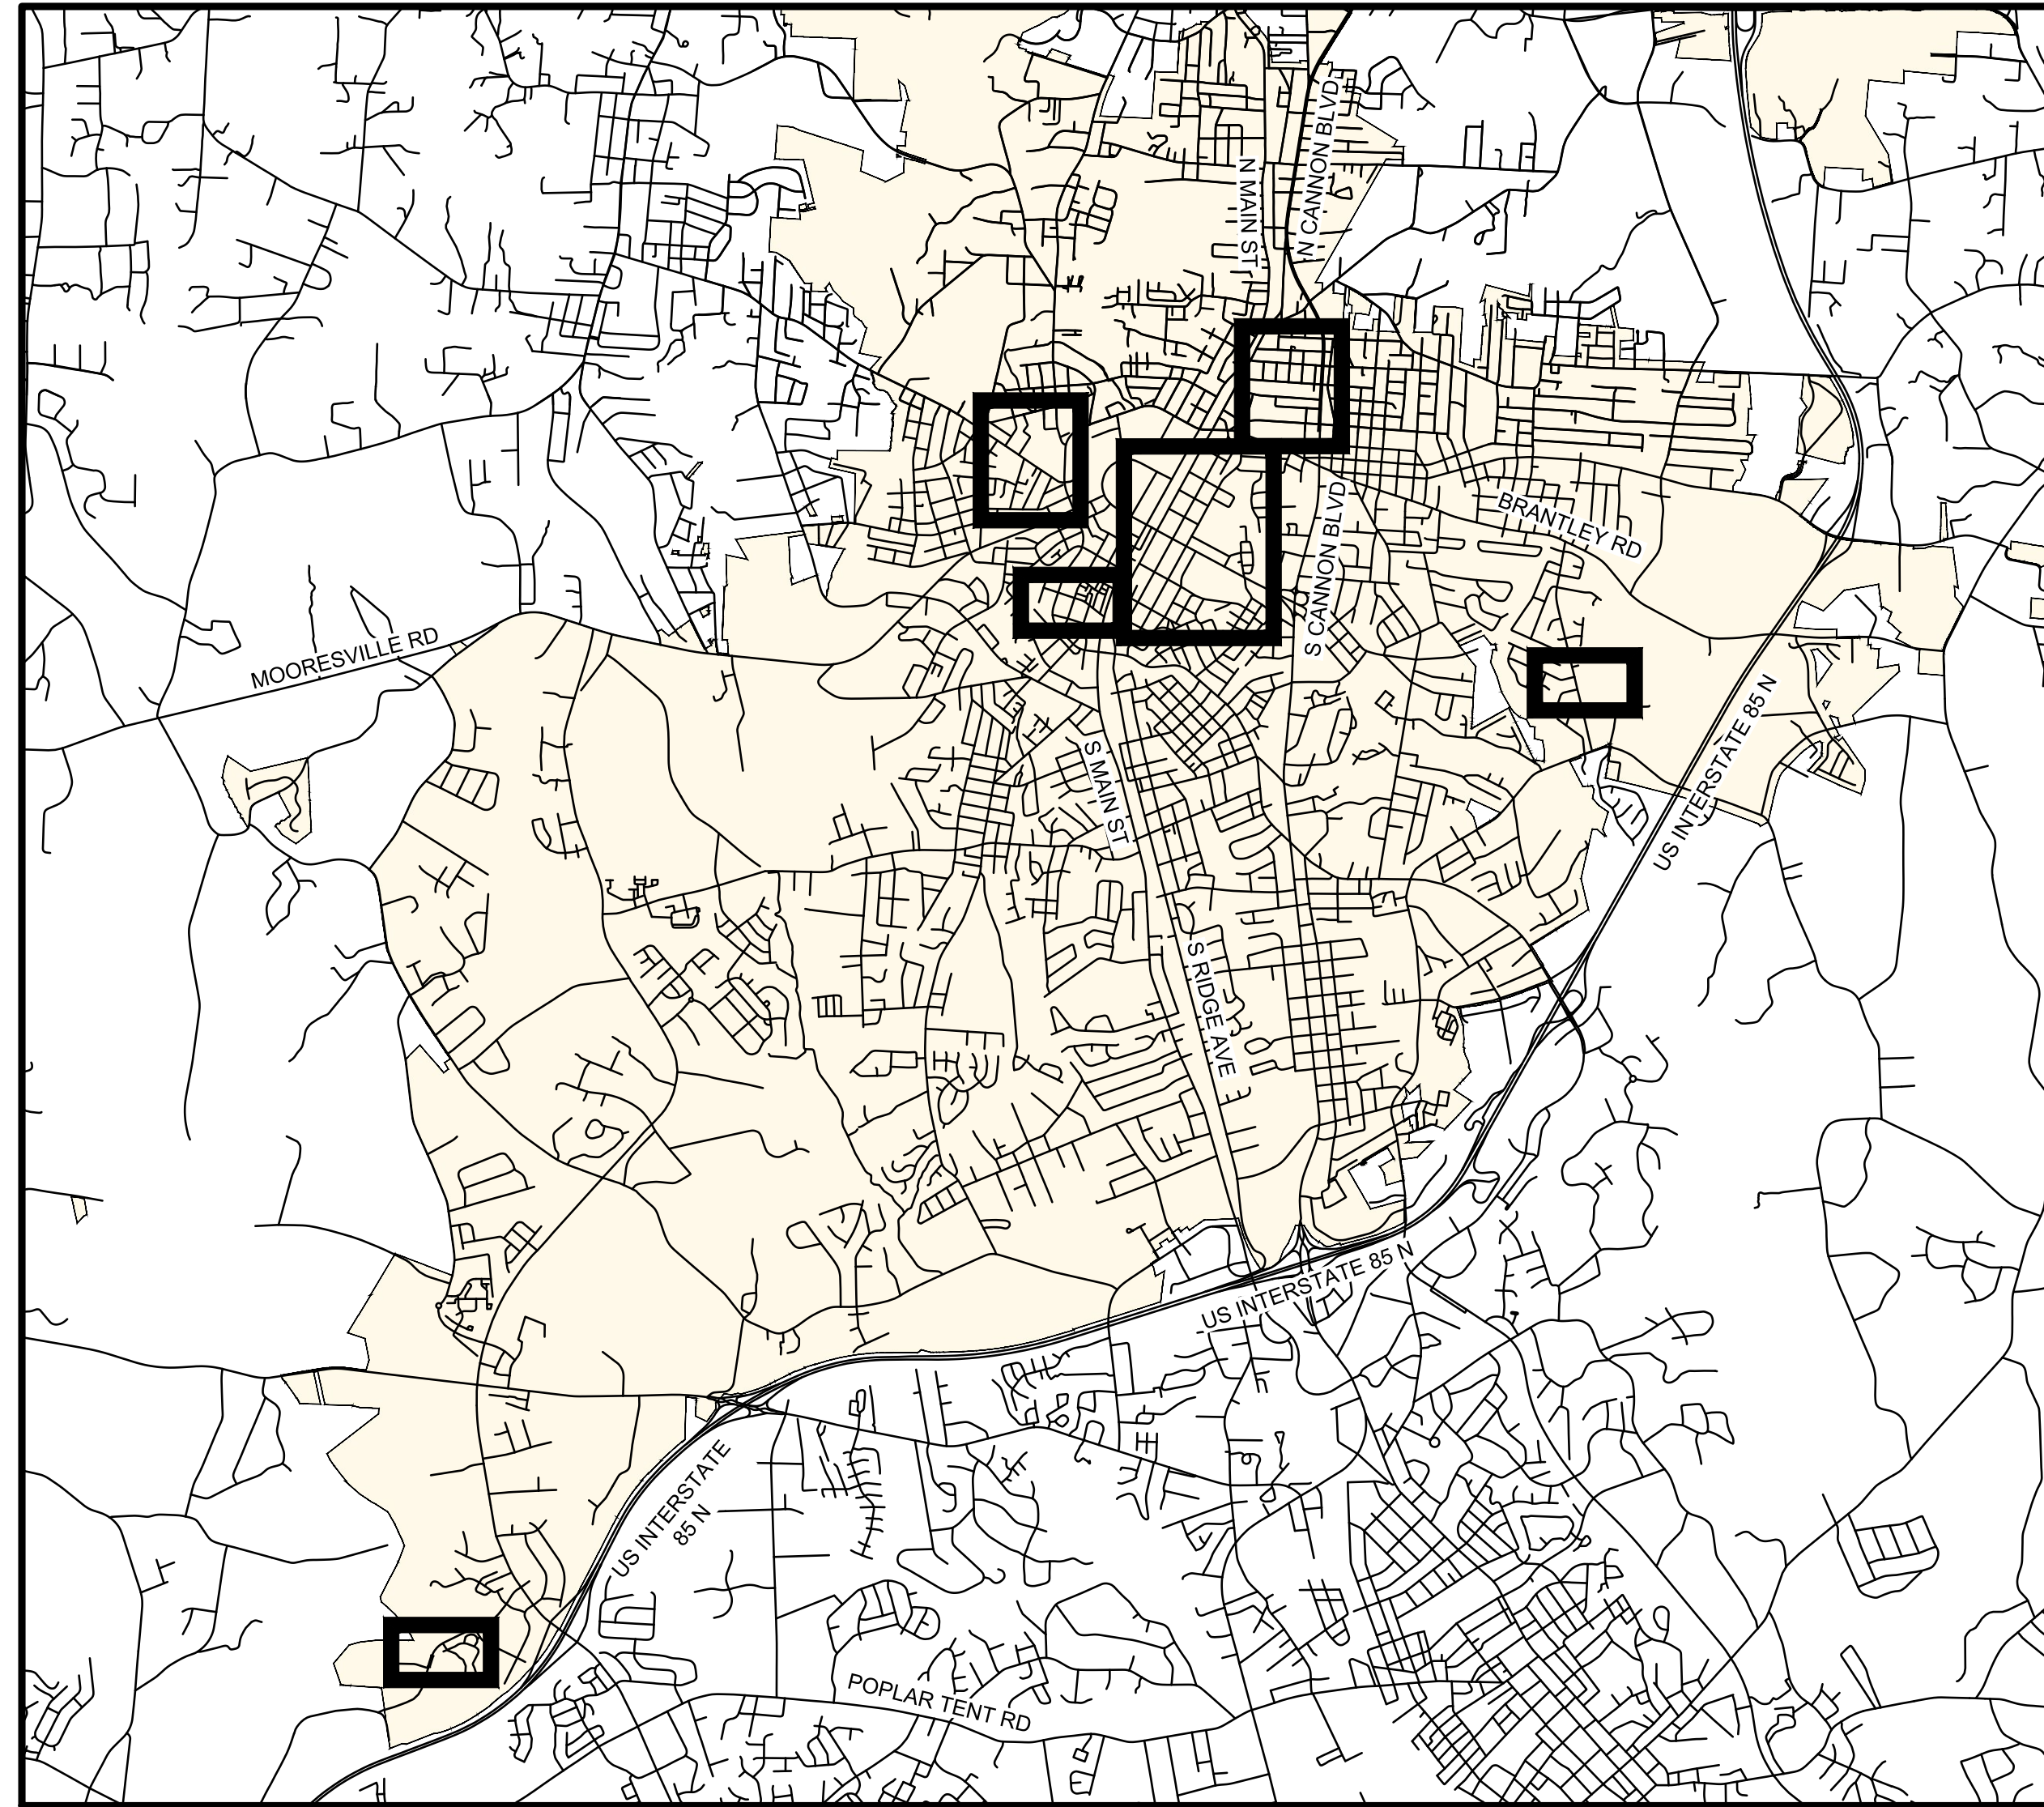 N CANNON BLVD
N MAIN ST
BRANTLEY RD
S CANNON BLVD
MOORESVILLE RD
US INTERSTATE 85 N
S MAIN ST
S RIDGE AVE
US INTERSTATE 85 N
US INTERSTATE
85 N
POPLAR TENT RD